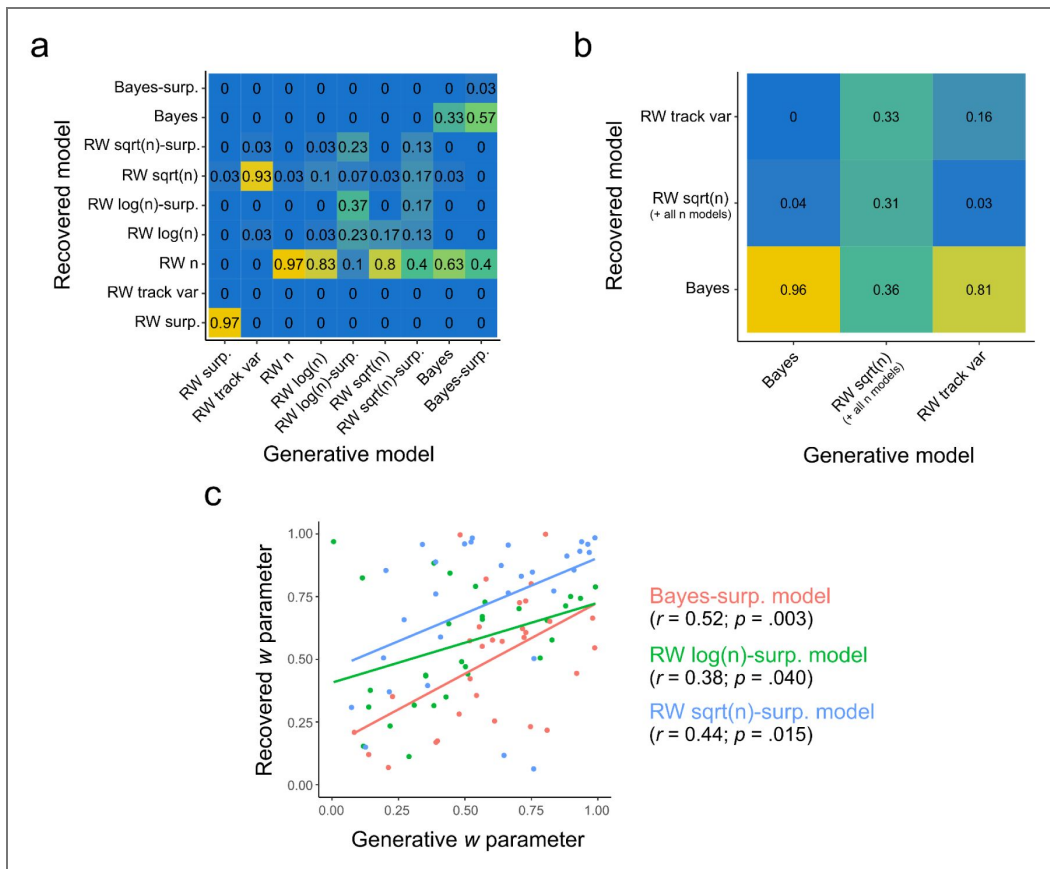 a
Recovered model
Bayes-surp. 0 0 0 0 0 0 0 0 0.03
Bayes 0 0 0 0 0 0 0 0.33 0.57
RW sqrt(n)-surp. 0 0.03 0 0.03 0.23 0 0.13 0 0
RW sqrt(n) 0.03 0.93 0.03 0.1 0.07 0.03 0.17 0.03 0
RW log(n)-surp. 0 0 0 0 0.37 0 0.17 0 0
RW log(n) 0 0.03 0 0.03 0.23 0.17 0.13 0 0
RW n 0 0 0.97 0.83 0.1 0.8 0.4 0.63 0.4
RW track var 0 0 0 0 0 0 0 0 0
RW surp. 0.97 0 0 0 0 0 0 0 0
RW surp.
RW track var
RW n
RW log(n)
RW log(n)-surp.
RW sqrt(n)
RW sqrt(n)-surp.
Bayes
Bayes-surp.
Generative model
b
Recovered model
RW track var 0 0.33 0.16
RW sqrt(n) 0.04 0.31 0.03
(+ all n models)
Bayes 0.96 0.36 0.81
Bayes
RW sqrt(n)
(+ all n models)
RW track var
Generative model
c
Recovered w parameter
1.00
0.75
0.50
0.25
0.00
0.00 0.25 0.50 0.75 1.00
Generative w parameter
Bayes-surp. model
(r = 0.52; p = .003)
RW log(n)-surp. model
(r = 0.38; p = .040)
RW sqrt(n)-surp. model
(r = 0.44; p = .015)